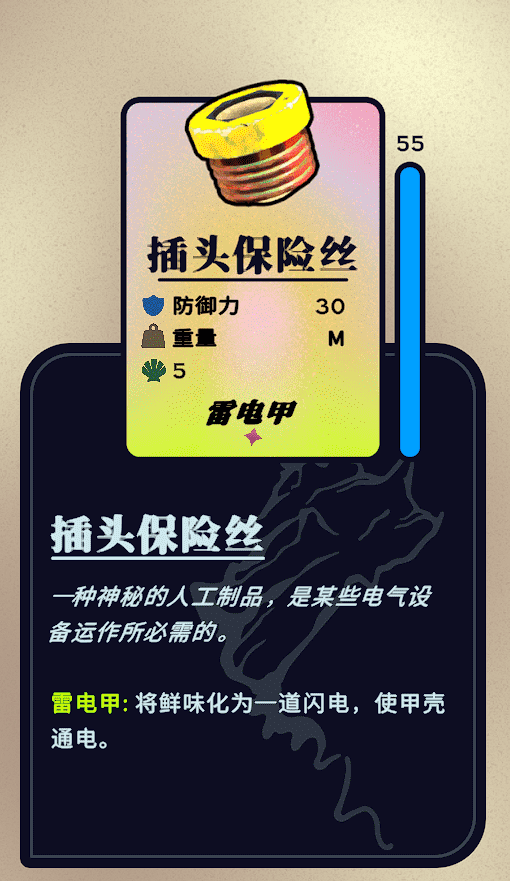 55
插头保险丝
防御力 30
重量 M
5
雷电甲
插头保险丝
一种神秘的人工制品，是某些电气设
备运作所必需的。
雷电甲: 将鲜味化为一道闪电，使甲壳
通电。